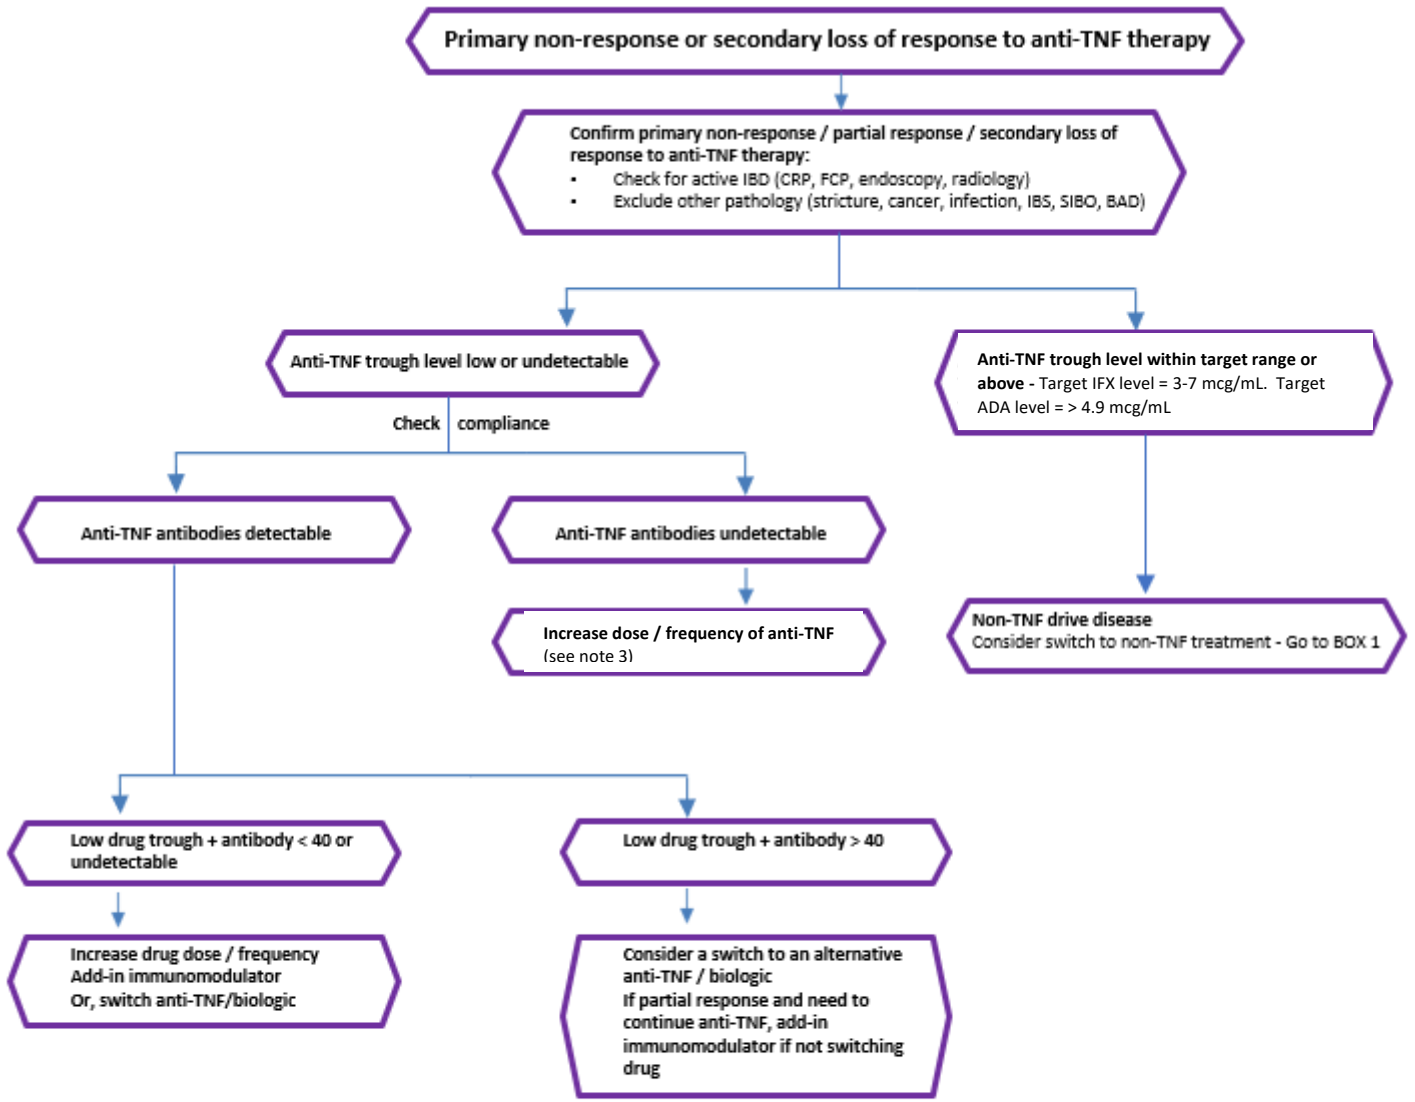 Primary non-response or secondary loss of response to anti-TNF therapy
Confirm primary non-response / partial response / secondary loss of
response to anti-TNF therapy:
▪ Check for active IBD (CRP, FCP, endoscopy, radiology)
▪ Exclude other pathology (stricture, cancer, infection, IBS, SIBO, BAD)
Anti-TNF trough level low or undetectable
Anti-TNF trough level within target range or
above - Target IFX level = 3-7 mcg/mL. Target
ADA level = > 4.9 mcg/mL
Check compliance
Anti-TNF antibodies detectable
Anti-TNF antibodies undetectable
Increase dose / frequency of anti-TNF
(see note 3)
Non-TNF drive disease
Consider switch to non-TNF treatment - Go to BOX 1
Low drug trough + antibody < 40 or
undetectable
Low drug trough + antibody > 40
Increase drug dose / frequency
Add-in immunomodulator
Or, switch anti-TNF/biologic
Consider a switch to an alternative
anti-TNF / biologic
If partial response and need to
continue anti-TNF, add-in
immunomodulator if not switching
drug